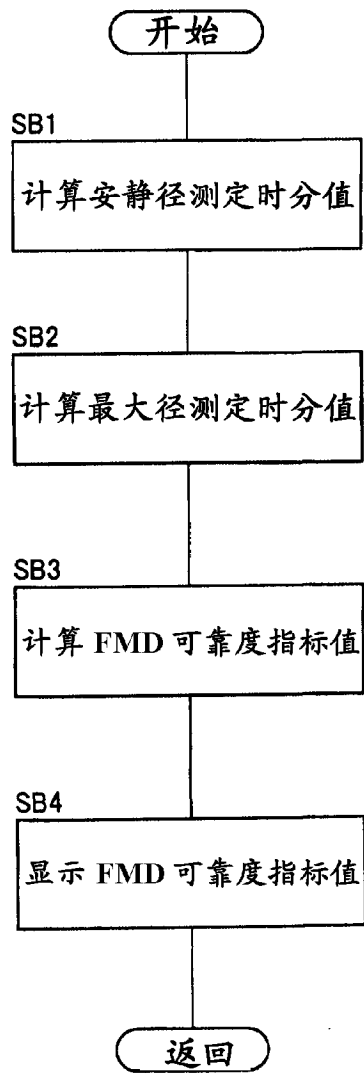 开始
SB1
计算安静径测定时分值
SB2
计算最大径测定时分值
SB3
计算 FMD 可靠度指标值
SB4
显示 FMD 可靠度指标值
返回